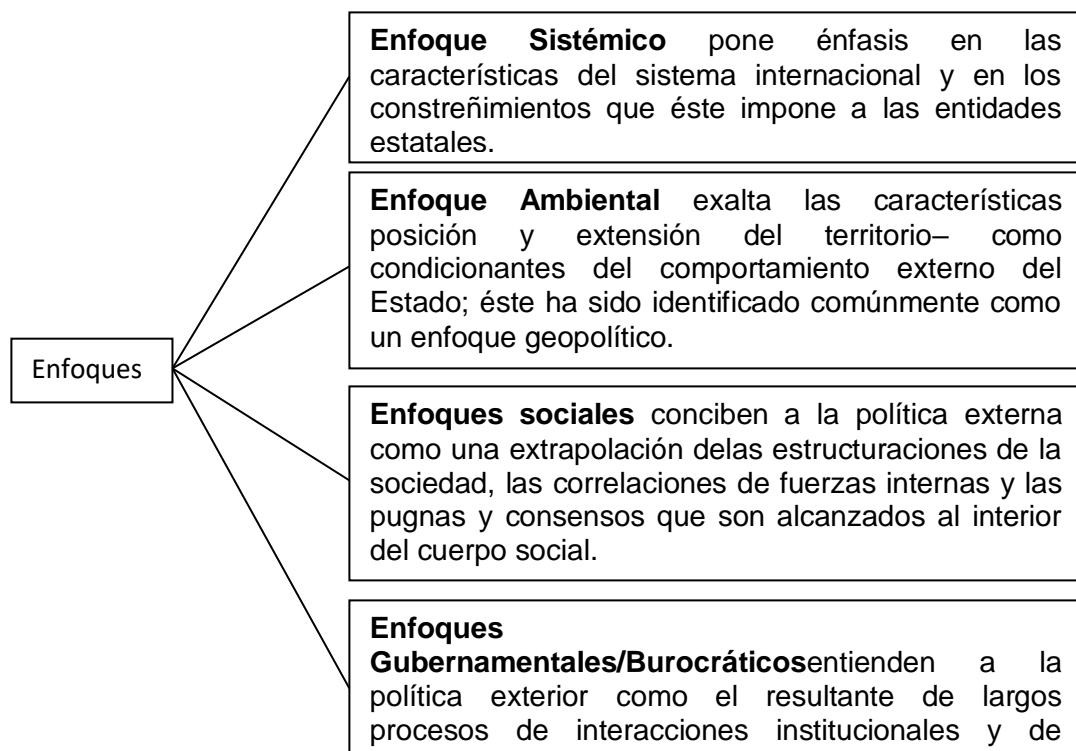 Enfoque Sistémico pone énfasis en las
características del sistema internacional y en los
constreñimientos que éste impone a las entidades
estatales.
Enfoque Ambiental exalta las características
posición y extensión del territorio– como
condicionantes del comportamiento externo del
Estado; éste ha sido identificado comúnmente como
un enfoque geopolítico.
Enfoques
Enfoques sociales conciben a la política externa
como una extrapolación delas estructuraciones de la
sociedad, las correlaciones de fuerzas internas y las
pugnas y consensos que son alcanzados al interior
del cuerpo social.
Enfoques
Gubernamentales/Burocráticosentienden a la
política exterior como el resultante de largos
procesos de interacciones institucionales y de